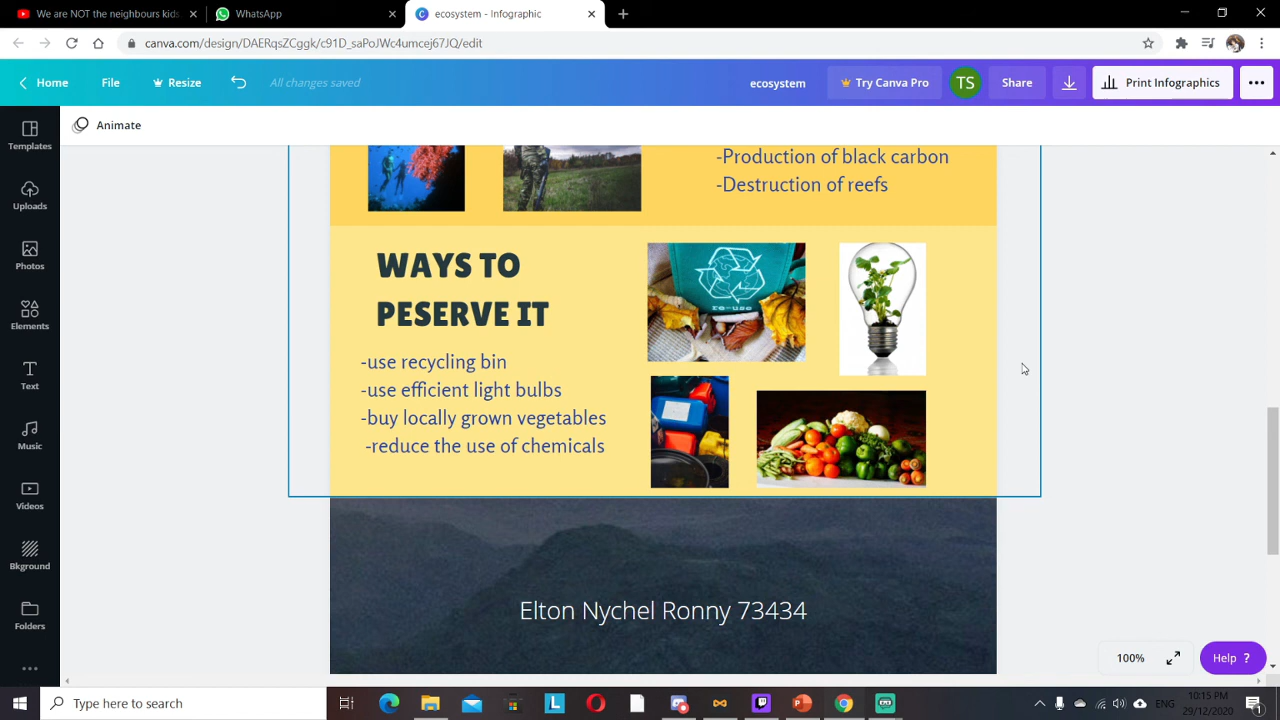 We are NOT the neighbours kids
WhatsApp
ecosystem - Infographic
canva.com/design/DAERqsZCggk/c91D_saPoJWc4umcej67JQ/edit
Home
File
Resize
All changes saved
ecosystem
Try Canva Pro
TS
Share
Print Infographics
Animate
Templates
Uploads
Photos
Elements
Text
Music
Videos
Bkground
Folders
-Production of black carbon
-Destruction of reefs
WAYS TO
PESERVE IT
-use recycling bin
-use efficient light bulbs
-buy locally grown vegetables
-reduce the use of chemicals
re-use
Elton Nychel Ronny 73434
100%
Help ?
Type here to search
ENG
10:15 PM
29/12/2020
1